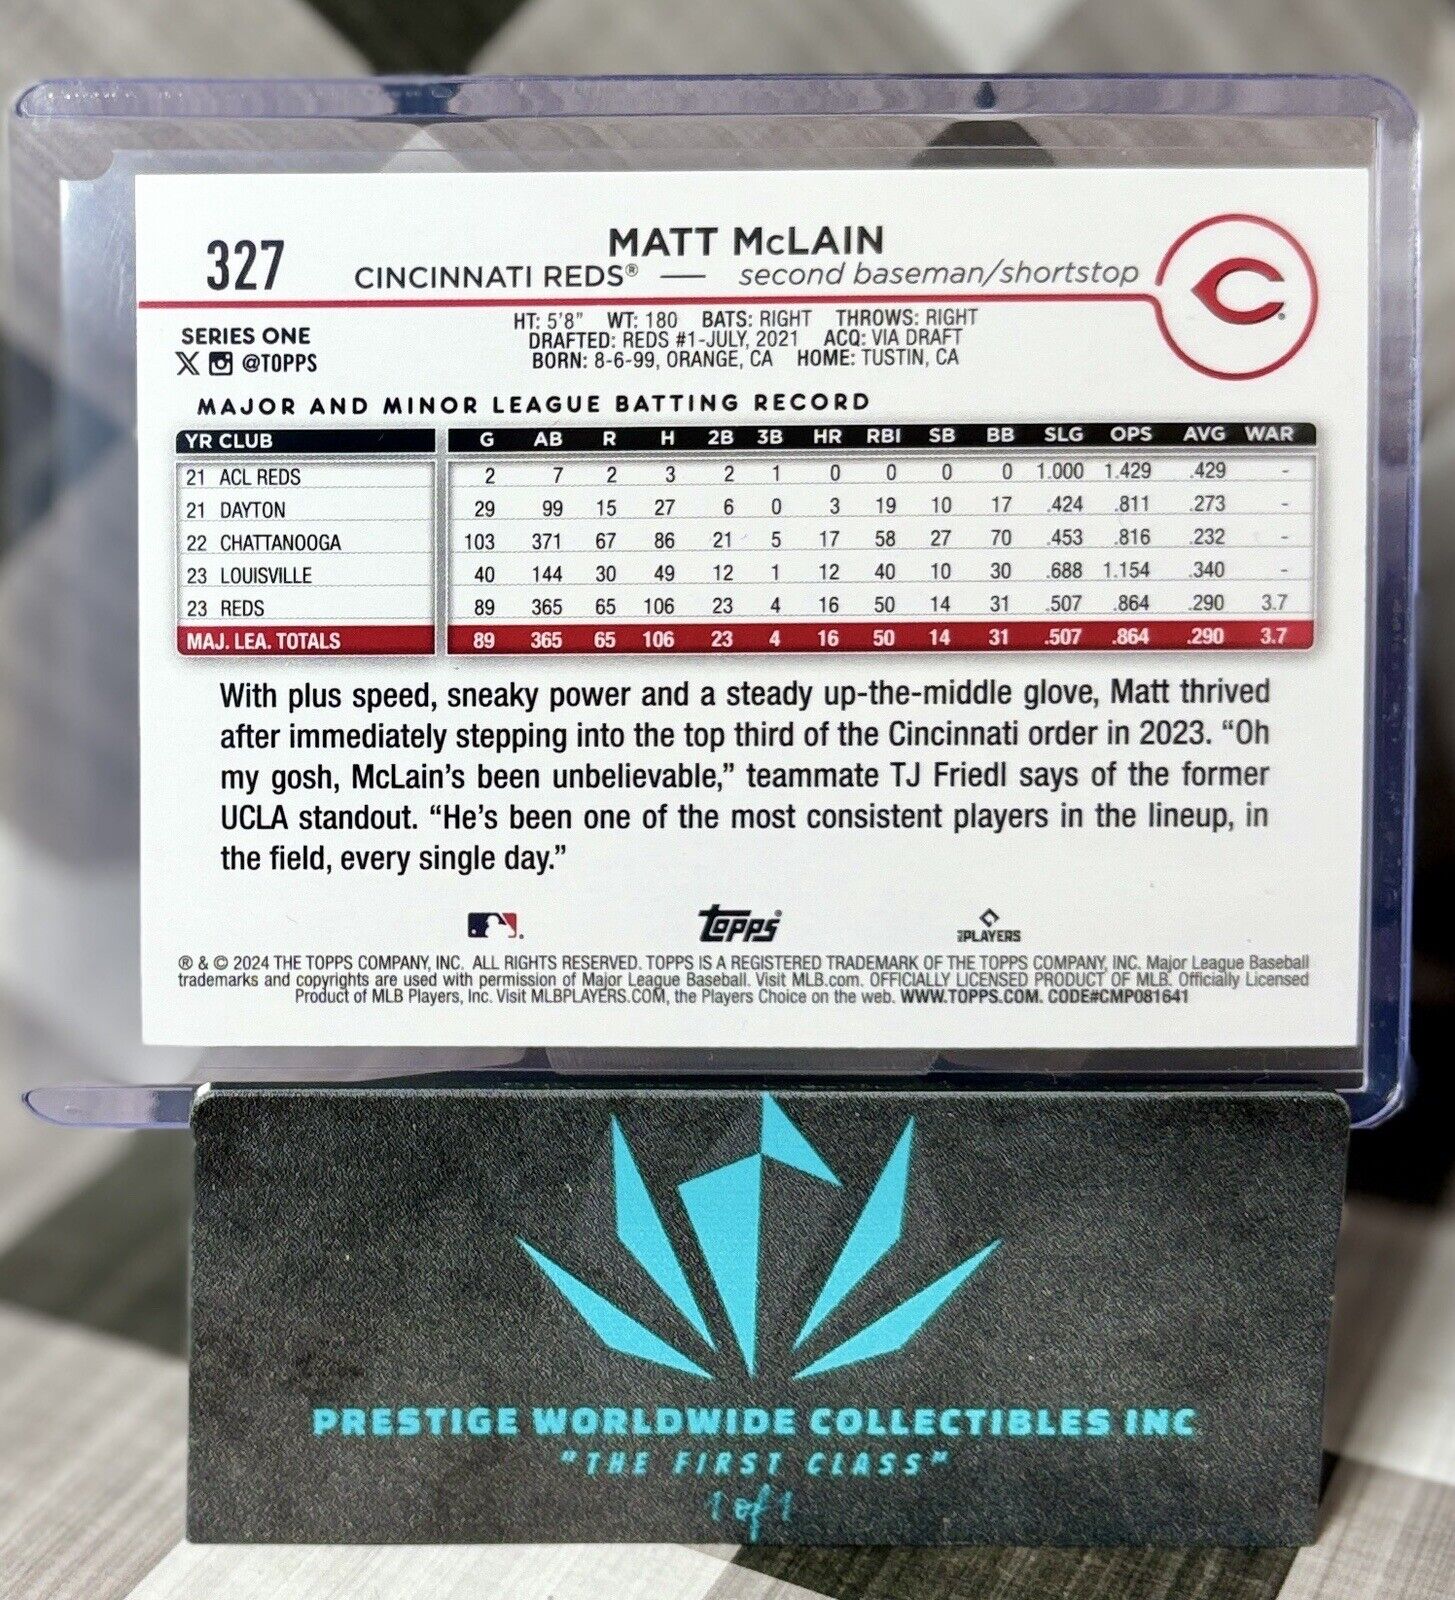 327
MATT McLAIN
CINCINNATI REDS® — second baseman/shortstop
SERIES ONE
@TOPPS
HT: 5'8" WT: 180 BATS: RIGHT THROWS: RIGHT
DRAFTED: REDS #1-JULY, 2021 ACQ: VIA DRAFT
BORN: 8-6-99, ORANGE, CA HOME: TUSTIN, CA
MAJOR AND MINOR LEAGUE BATTING RECORD
YR CLUB G AB R H 2B 3B HR RBI SB BB SLG OPS AVG WAR
21 ACL REDS 2 7 2 3 2 1 0 0 0 0 1.000 1.429 .429 -
21 DAYTON 29 99 15 27 6 0 3 19 10 17 .424 .811 .273 -
22 CHATTANOOGA 103 371 67 86 21 5 17 58 27 70 .453 .816 .232 -
23 LOUISVILLE 40 144 30 49 12 1 12 40 10 30 .688 1.154 .340 -
23 REDS 89 365 65 106 23 4 16 50 14 31 .507 .864 .290 3.7
MAJ. LEA. TOTALS 89 365 65 106 23 4 16 50 14 31 .507 .864 .290 3.7
With plus speed, sneaky power and a steady up-the-middle glove, Matt thrived
after immediately stepping into the top third of the Cincinnati order in 2023. “Oh
my gosh, McLain’s been unbelievable,” teammate TJ Friedl says of the former
UCLA standout. “He’s been one of the most consistent players in the lineup, in
the field, every single day.”
Topps
PLAYERS
® & © 2024 THE TOPPS COMPANY, INC. ALL RIGHTS RESERVED. TOPPS IS A REGISTERED TRADEMARK OF THE TOPPS COMPANY, INC. Major League Baseball
trademarks and copyrights are used with permission of Major League Baseball. Visit MLB.com. OFFICIALLY LICENSED PRODUCT OF MLB. Officially Licensed
Product of MLB Players, Inc. Visit MLBPLAYERS.COM, the Players Choice on the web. WWW.TOPPS.COM. CODE#CMP081641
PRESTIGE WORLDWIDE COLLECTIBLES INC
"THE FIRST CLASS"
1 of 1